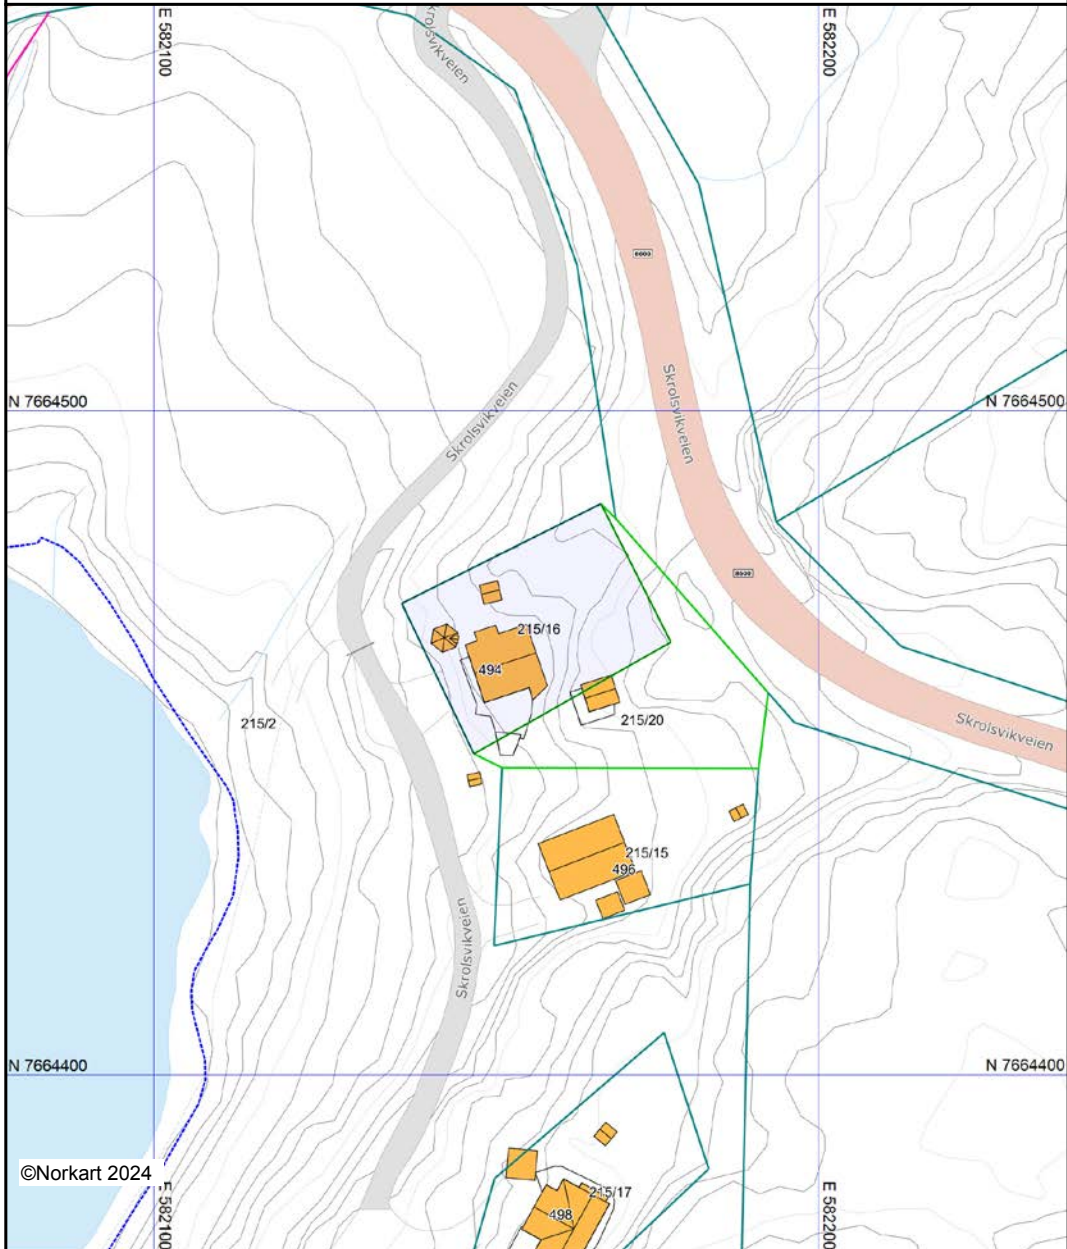 E 582100
E 582200
Skrolsvikveien
N 7664500
N 7664500
Skrolsvikveien
Skrolsvikveien
215/16
494
215/20
215/2
Skrolsvikveien
215/15
496
Skrolsvikveien
N 7664400
N 7664400
©Norkart 2024
215/17
498
E 582100
E 582200